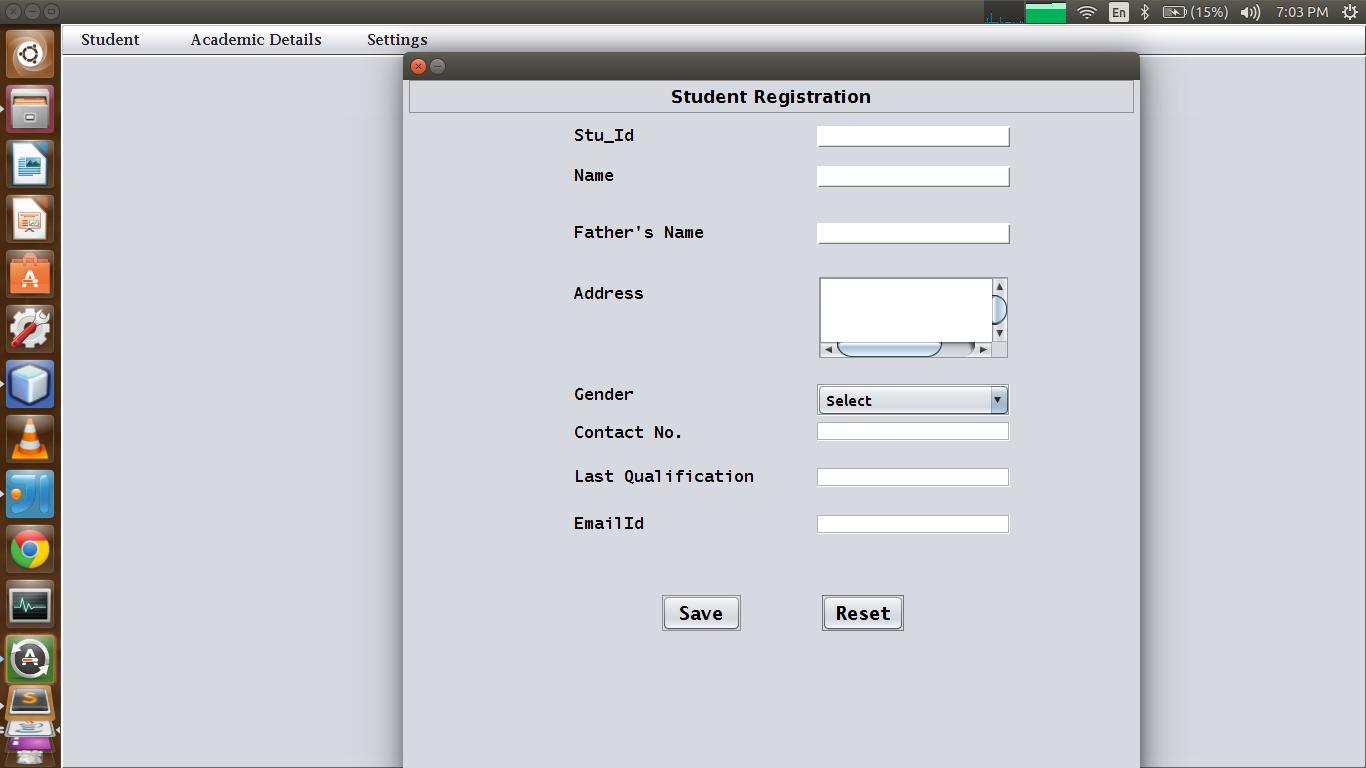 En (15%) 7:03 PM
Student Academic Details Settings
Student Registration
Stu_Id
Name
Father's Name
Address
Gender Select
Contact No.
Last Qualification
EmailId
Save Reset